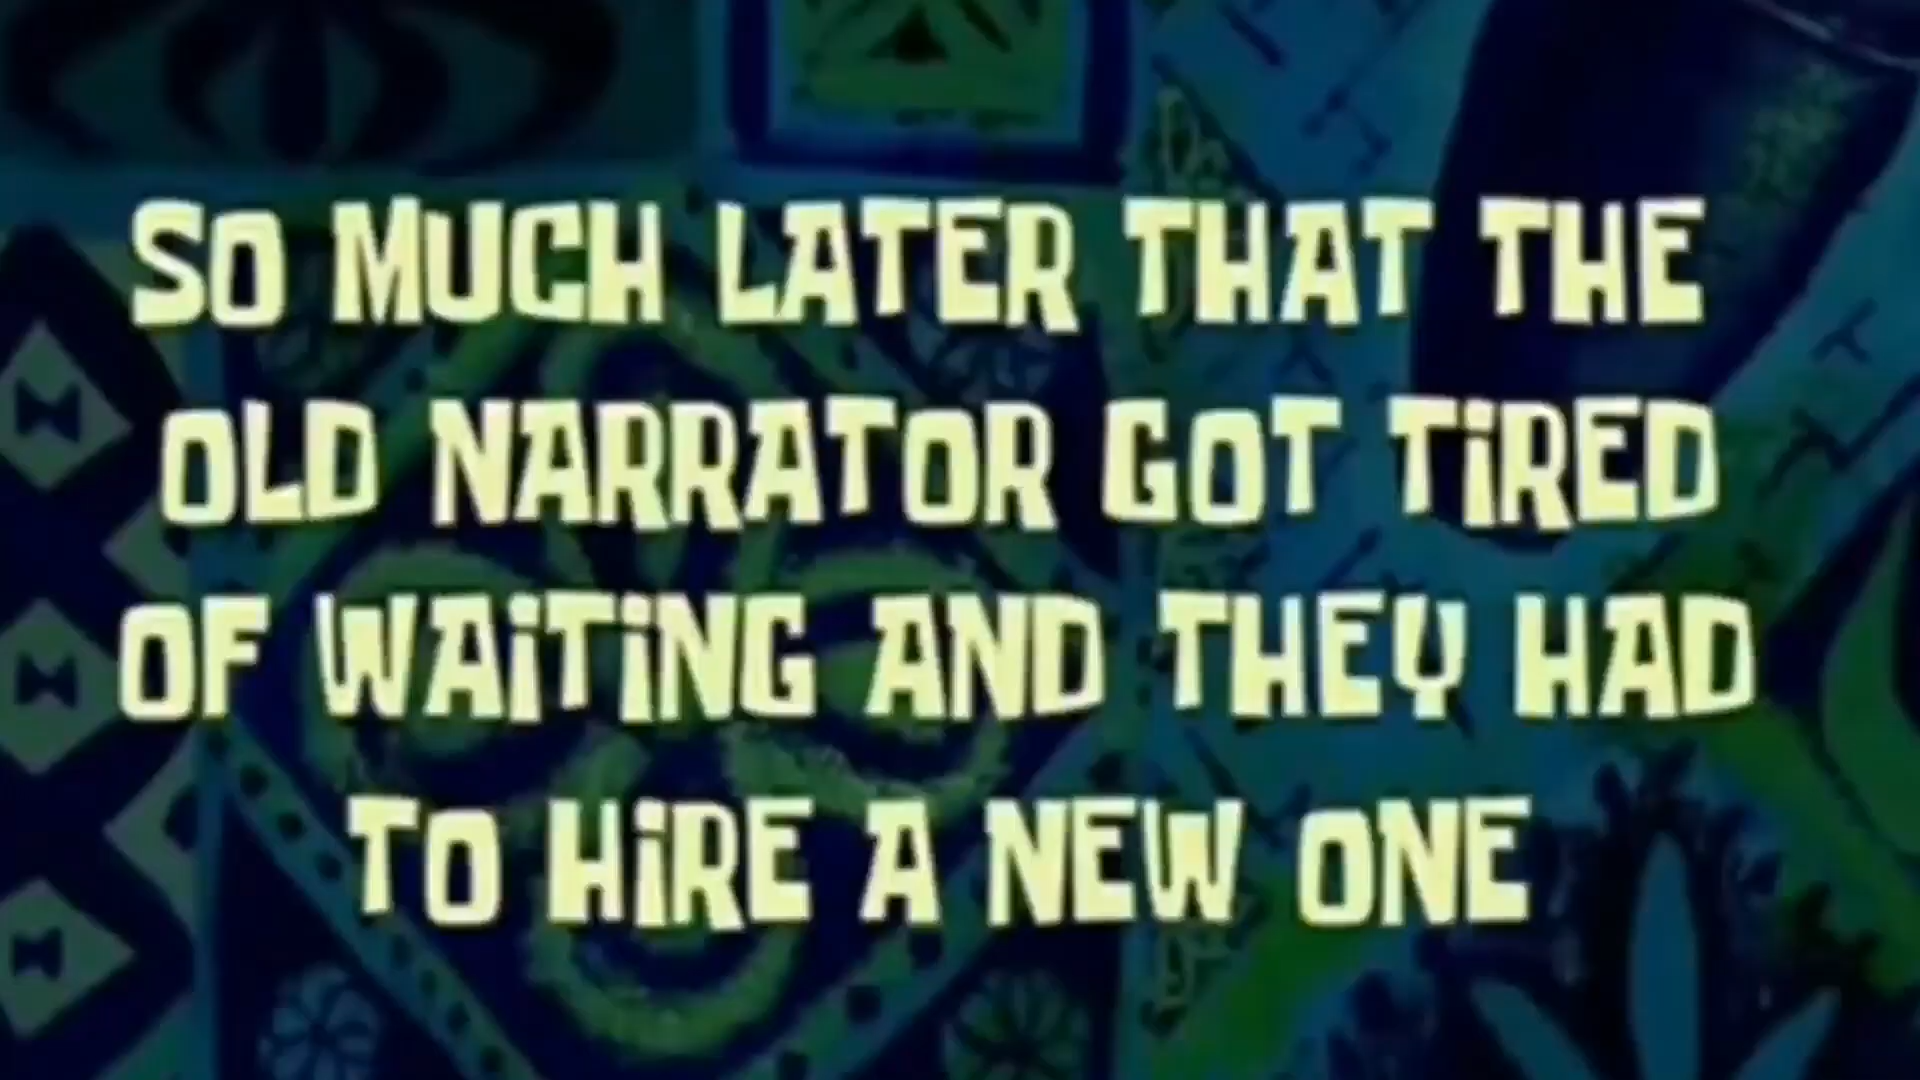 SO MUCH LATER THAT THE
OLD NARRATOR GOT TiRED
OF WAiTiNG AND THEY HAD
TO HiRE A NEW ONE